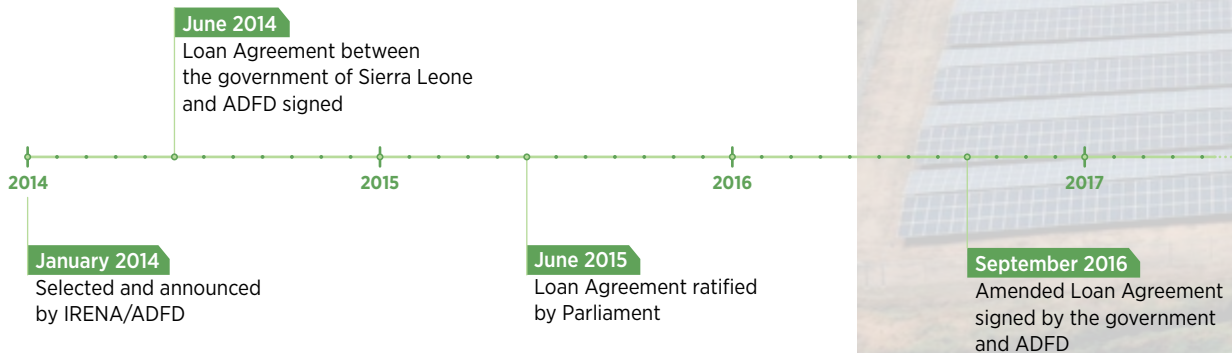 June 2014
Loan Agreement between
the government of Sierra Leone
and ADFD signed
2014
2015
2016
2017
January 2014
Selected and announced
by IRENA/ADFD
June 2015
Loan Agreement ratified
by Parliament
September 2016
Amended Loan Agreement
signed by the government
and ADFD